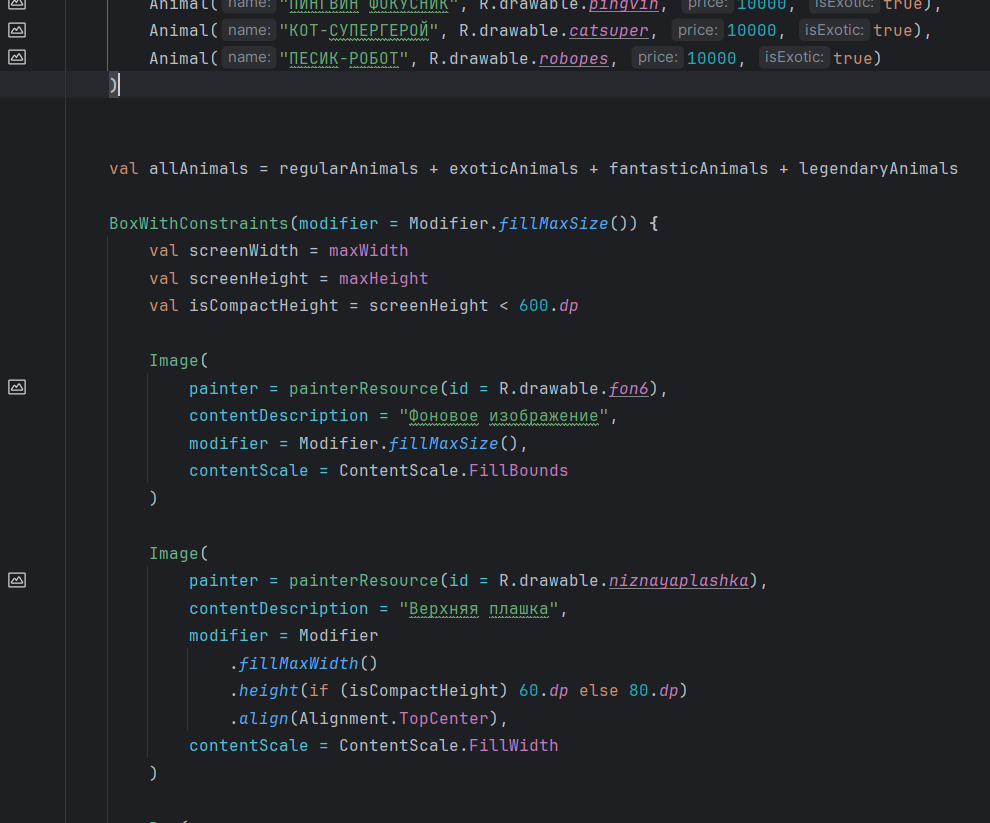 Animal( name: "ПИНГВИН ФОКУСНИК", R.drawable.pingvin, price: 10000, isExotic: true),
Animal( name: "КОТ-СУПЕРГЕРОЙ", R.drawable.catsuper, price: 10000, isExotic: true),
Animal( name: "ПЕСИК-РОБОТ", R.drawable.robopes, price: 10000, isExotic: true)
)
val allAnimals = regularAnimals + exoticAnimals + fantasticAnimals + legendaryAnimals
BoxWithConstraints(modifier = Modifier.fillMaxSize()) {
val screenWidth = maxWidth
val screenHeight = maxHeight
val isCompactHeight = screenHeight < 600.dp
Image(
painter = painterResource(id = R.drawable.fon6),
contentDescription = "Фоновое изображение",
modifier = Modifier.fillMaxSize(),
contentScale = ContentScale.FillBounds
)
Image(
painter = painterResource(id = R.drawable.niznayaplashka),
contentDescription = "Верхняя плашка",
modifier = Modifier
.fillMaxWidth()
.height(if (isCompactHeight) 60.dp else 80.dp)
.align(Alignment.TopCenter),
contentScale = ContentScale.FillWidth
)